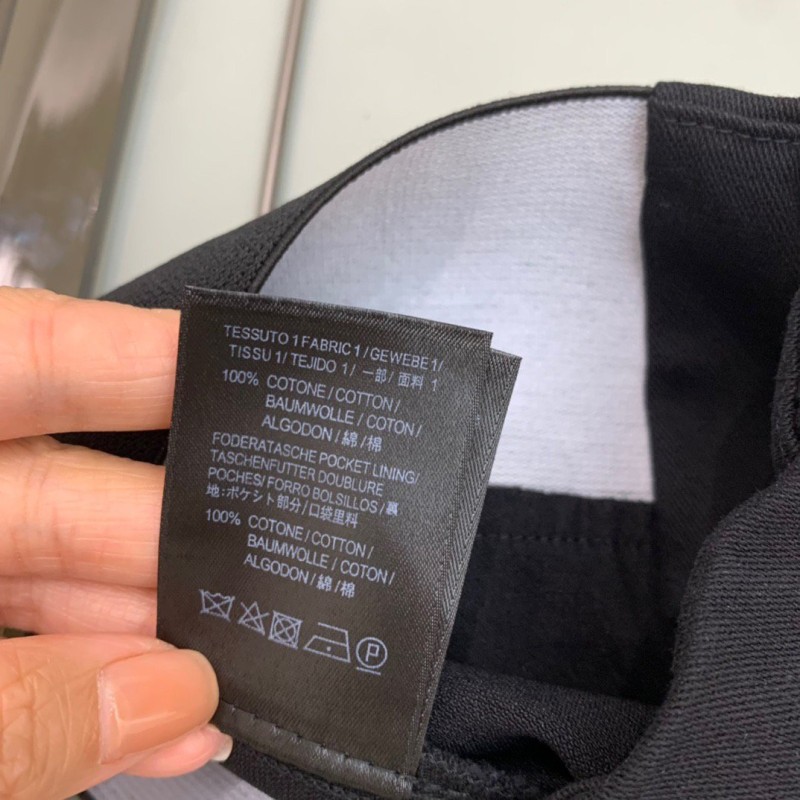 TESSUTO 1 FABRIC 1/GEWEBE 1/
TISSU 1/ TEJIDO 1/ 一部/ 面料 1
100% COTONE/COTTON/
BAUMWOLLE / COTON/
ALGODON/綿/棉
FODERATASCHE POCKET LINING/
TASCHENFUTTER DOUBLURE
POCHES/ FORRO BOLSILLOS/裏
地:ポケシト部分/口袋里料
100% COTONE/COTTON/
BAUMWOLLE / COTON/
ALGODON/綿/棉
P